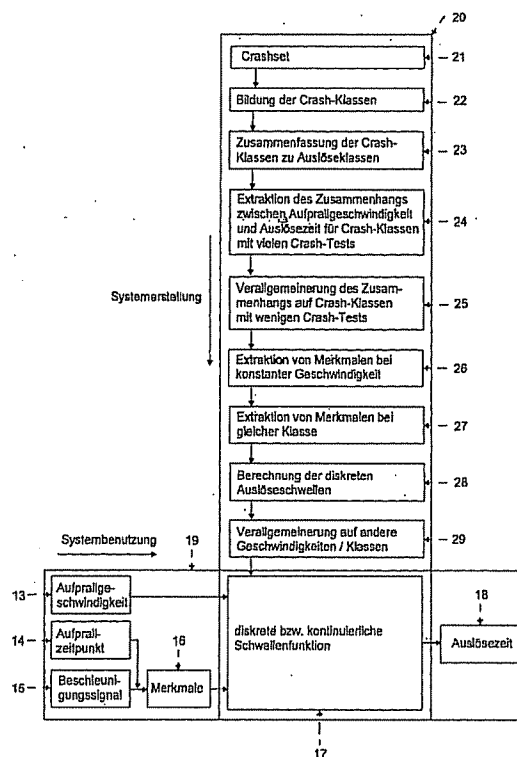 20
Crashset
21
Bildung der Crash-Klassen
22
Zusammenfassung der Crash-
Klassen zu Auslöseklassen
23
Extraktion des Zusammenhangs
zwischen Aufprallgeschwindigkeit
und Auslösezeit für Crash-Klassen
mit vielen Crash-Tests
24
Systemerstellung
Verallgemeinerung des Zusam-
menhangs auf Crash-Klassen
mit wenigen Crash-Tests
25
Extraktion von Merkmalen bei
konstanter Geschwindigkeit
26
Extraktion von Merkmalen bei
gleicher Klasse
27
Berechnung der diskreten
Auslöseschwellen
28
Verallgemeinerung auf andere
Geschwindigkeiten / Klassen
29
Systembenutzung
19
13
Aufprallge-
schwindigkeit
14
Aufprall-
zeitpunkt
15
Beschleuni-
gungssignal
16
Merkmale
diskrete bzw. kontinuierliche
Schwellenfunktion
17
18
Auslösezeit